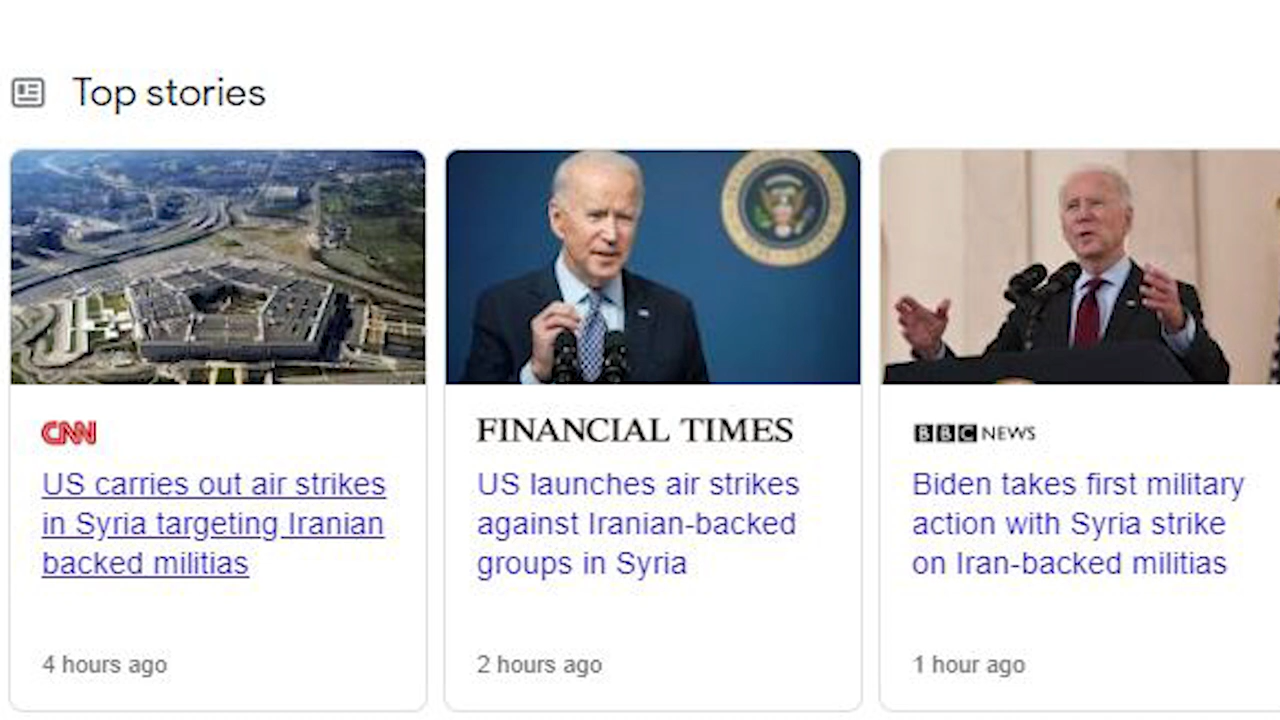 Top stories
CNN
US carries out air strikes
in Syria targeting Iranian
backed militias
4 hours ago
FINANCIAL TIMES
US launches air strikes
against Iranian-backed
groups in Syria
2 hours ago
BBC NEWS
Biden takes first military
action with Syria strike
on Iran-backed militias
1 hour ago